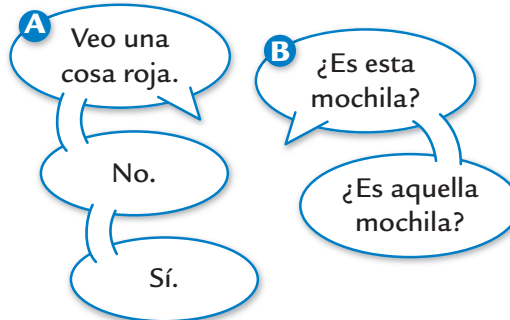 A
Veo una
cosa roja.
No.
Sí.
B
¿Es esta
mochila?
¿Es aquella
mochila?